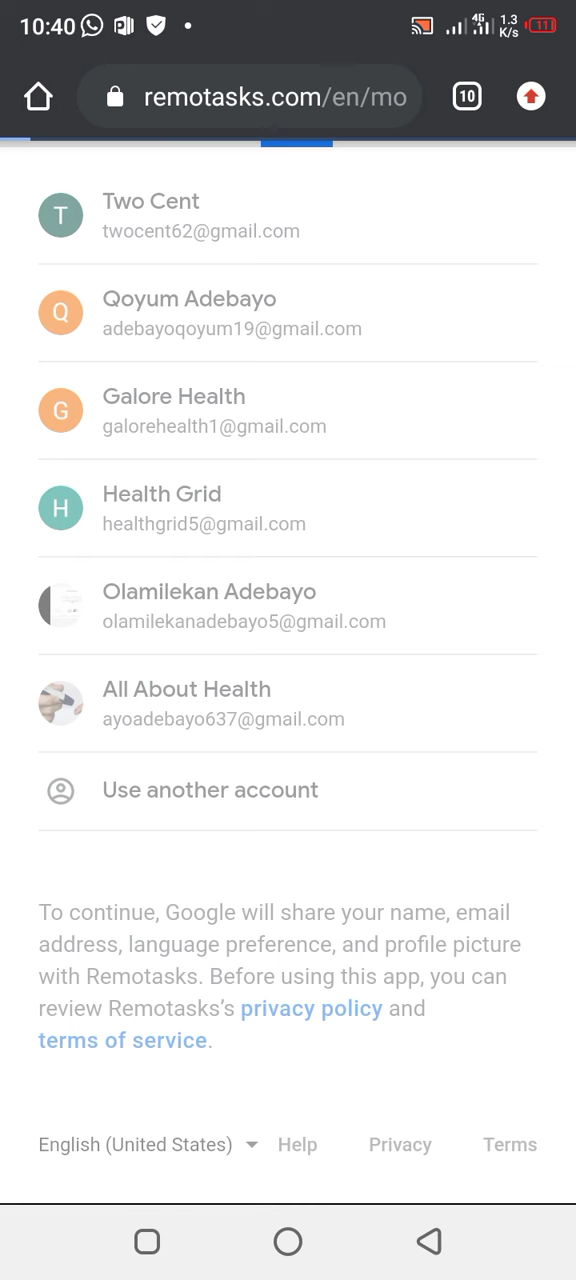 10:40
4G
1.3
K/s
11
remotasks.com/en/mo
10
T
Two Cent
twocent62@gmail.com
Q
Qoyum Adebayo
adebayoqoyum19@gmail.com
G
Galore Health
galorehealth1@gmail.com
H
Health Grid
healthgrid5@gmail.com
Olamilekan Adebayo
olamilekanadebayo5@gmail.com
All About Health
ayoadebayo637@gmail.com
Use another account
To continue, Google will share your name, email
address, language preference, and profile picture
with Remotasks. Before using this app, you can
review Remotasks’s privacy policy and
terms of service.
English (United States) Help Privacy Terms